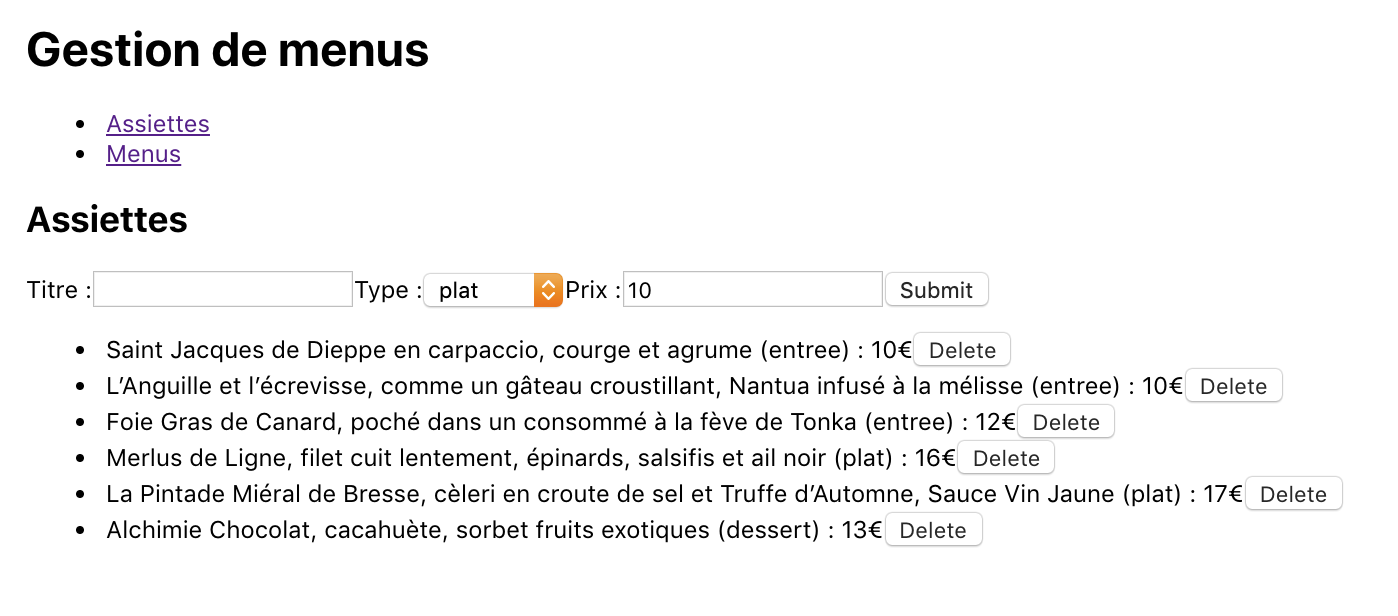 Gestion de menus
Assiettes
Menus
Assiettes
Titre : Type : plat Prix : 10 Submit
Saint Jacques de Dieppe en carpaccio, courge et agrume (entree) : 10€ Delete
L’Anguille et l’écrevisse, comme un gâteau croustillant, Nantua infusé à la mélisse (entree) : 10€ Delete
Foie Gras de Canard, poché dans un consommé à la fève de Tonka (entree) : 12€ Delete
Merlus de Ligne, filet cuit lentement, épinards, salsifis et ail noir (plat) : 16€ Delete
La Pintade Miéral de Bresse, cèleri en croute de sel et Truffe d’Automne, Sauce Vin Jaune (plat) : 17€ Delete
Alchimie Chocolat, cacahuète, sorbet fruits exotiques (dessert) : 13€ Delete